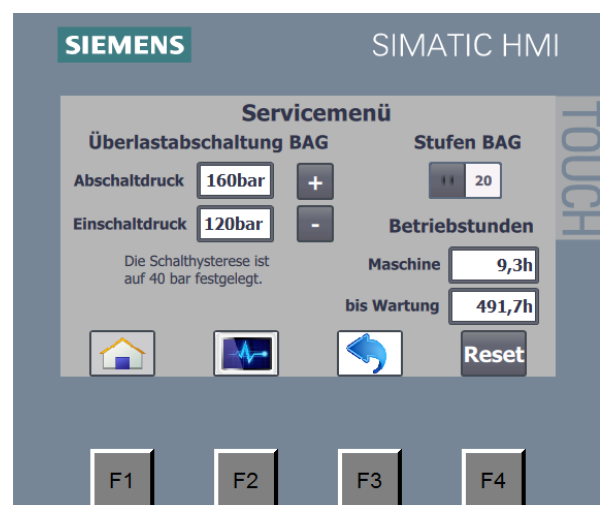 SIEMENS
SIMATIC HMI
TOUCH
Servicemenü
Überlastabschaltung BAG
Stufen BAG
Abschaltdruck 160bar +
20
Einschaltdruck 120bar -
Betriebstunden
Die Schalthysterese ist
auf 40 bar festgelegt.
Maschine 9,3h
bis Wartung 491,7h
Reset
F1 F2 F3 F4